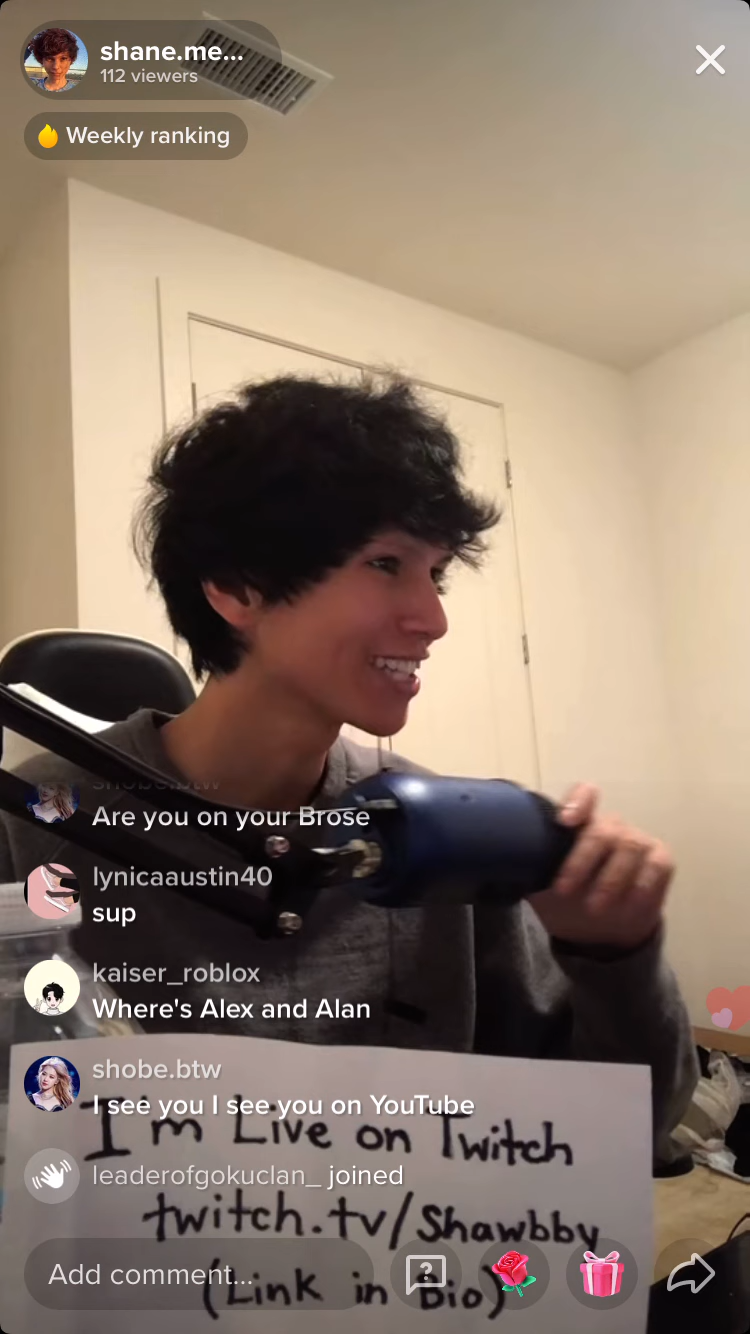 shane.me...
112 viewers
Weekly ranking
shobe.btw
Are you on your Brose
lynicaaustin40
sup
kaiser_roblox
Where's Alex and Alan
shobe.btw
I see you I see you on YouTube
I'm Live on Twitch
leaderofgokuclan_ joined
twitch.tv/Shawbby
Add comment...
(Link in Bio)